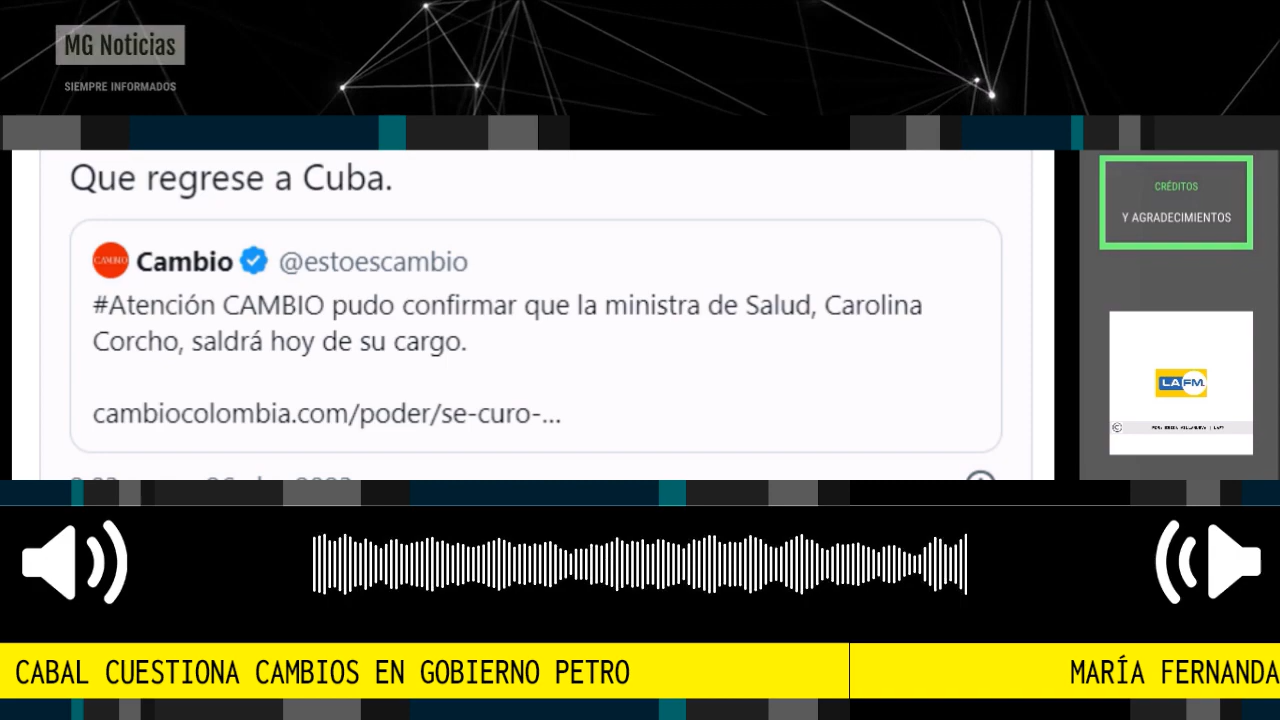 MG Noticias
SIEMPRE INFORMADOS
Que regrese a Cuba.
CAMBIO
Cambio @estoescambio
#Atención CAMBIO pudo confirmar que la ministra de Salud, Carolina
Corcho, saldrá hoy de su cargo.
cambiocolombia.com/poder/se-curo-...
CRÉDITOS
Y AGRADECIMIENTOS
LA FM
CABAL CUESTIONA CAMBIOS EN GOBIERNO PETRO
MARÍA FERNANDA